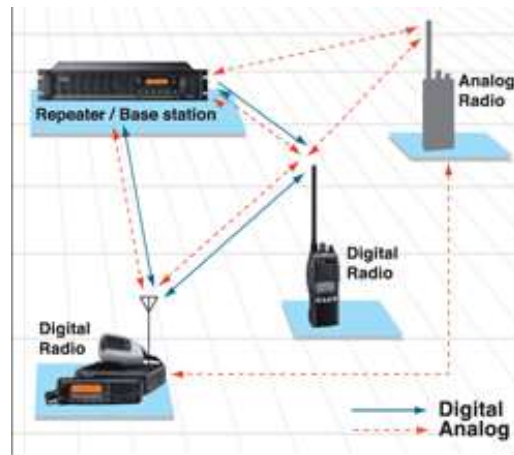 Repeater / Base station
Analog
Radio
Digital
Radio
Digital
Radio
Digital
Analog